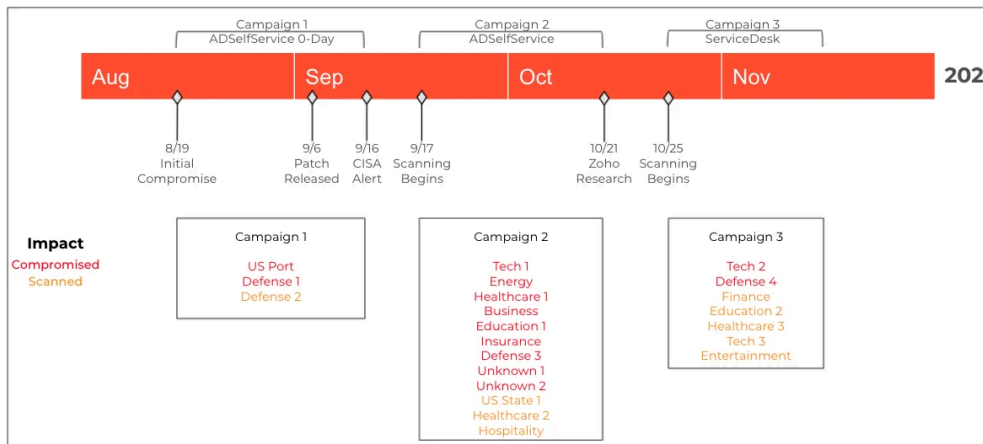 Campaign 1
ADSelfService 0-Day
Campaign 2
ADSelfService
Campaign 3
ServiceDesk
Aug
Sep
Oct
Nov
202
8/19
Initial
Compromise
9/6
Patch
Released
9/16
CISA
Alert
9/17
Scanning
Begins
10/21
Zoho
Research
10/25
Scanning
Begins
Impact
Compromised
Scanned
Campaign 1
US Port
Defense 1
Defense 2
Campaign 2
Tech 1
Energy
Healthcare 1
Business
Education 1
Insurance
Defense 3
Unknown 1
Unknown 2
US State 1
Healthcare 2
Hospitality
Campaign 3
Tech 2
Defense 4
Finance
Education 2
Healthcare 3
Tech 3
Entertainment